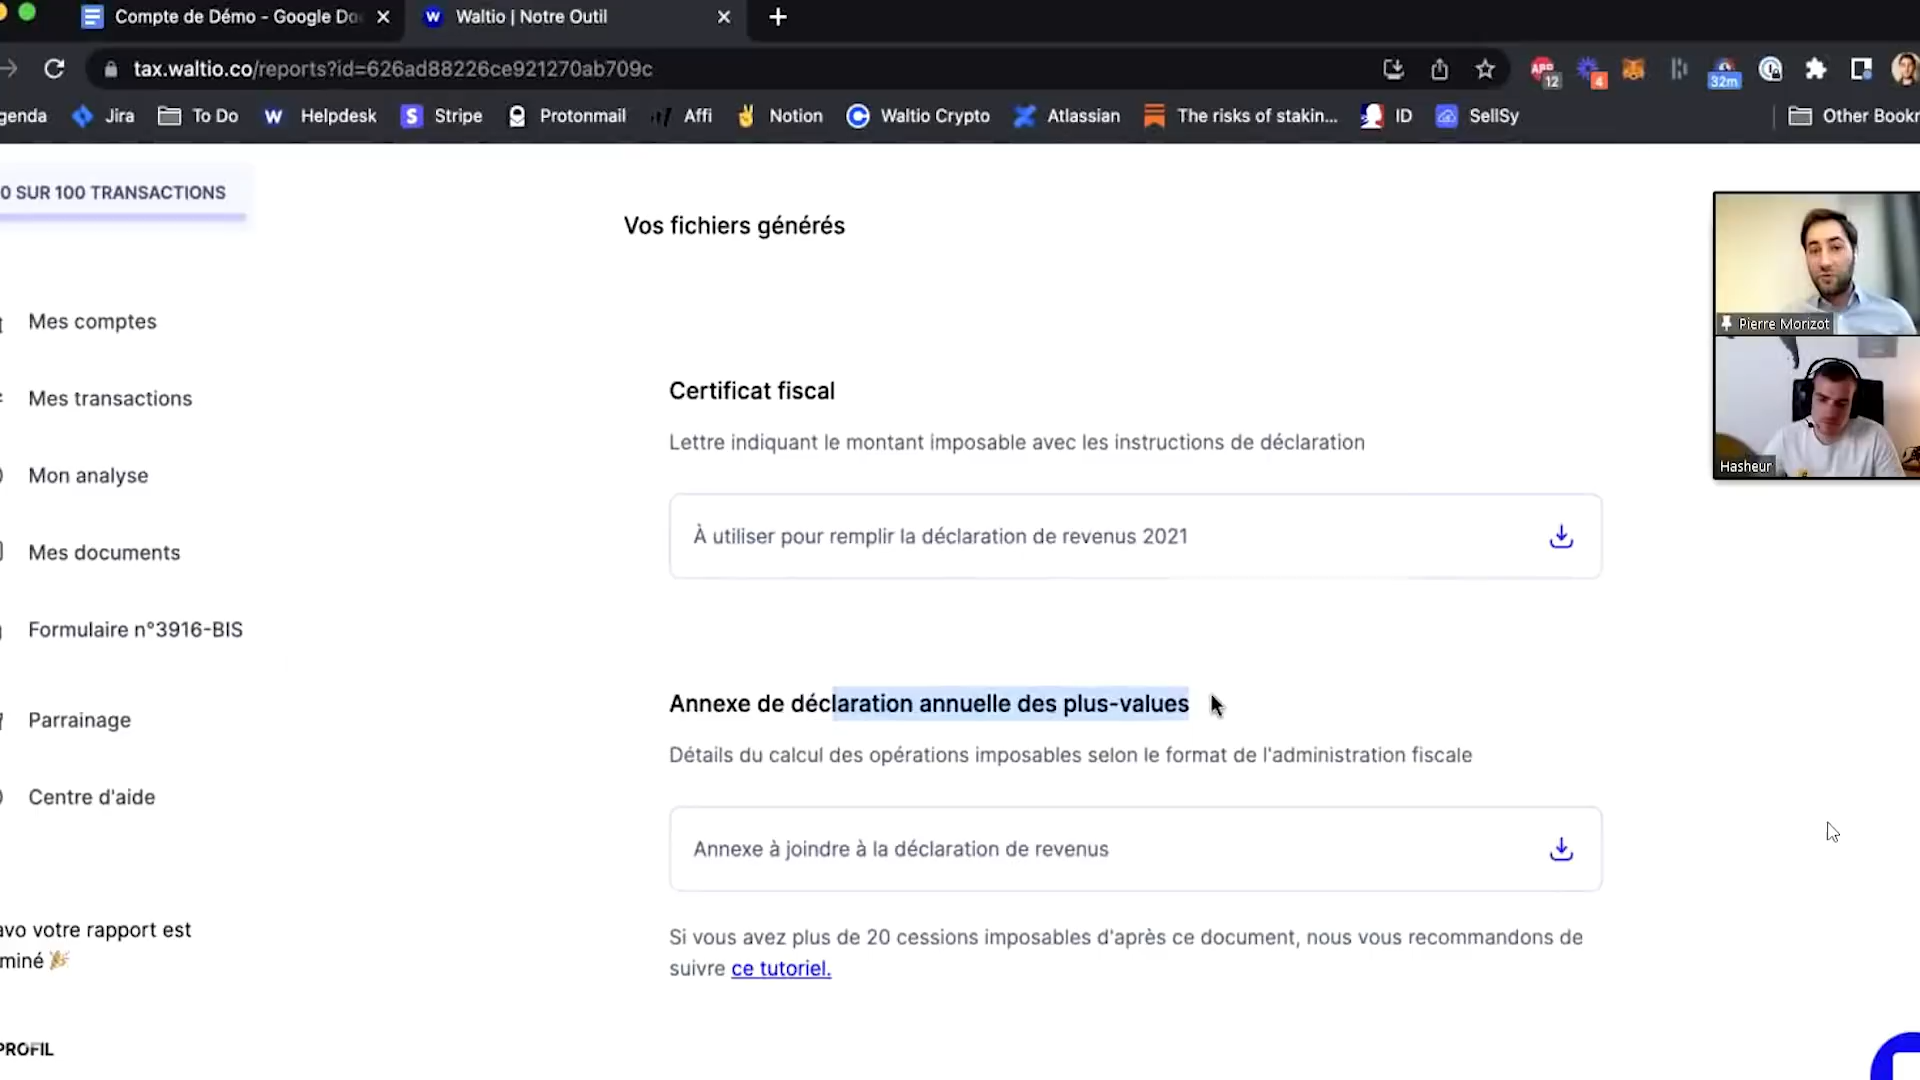 Compte de Démo - Google Do
Waltio | Notre Outil
tax.waltio.co/reports?id=626ad88226ce921270ab709c
12
4
32m
genda
Jira
To Do
Helpdesk
Stripe
Protonmail
Affi
Notion
Waltio Crypto
Atlassian
The risks of stakin...
ID
SellSy
Other Bookr
0 SUR 100 TRANSACTIONS
Mes comptes
Mes transactions
Mon analyse
Mes documents
Formulaire n°3916-BIS
Parrainage
Centre d'aide
avo votre rapport est
miné
PROFIL
Vos fichiers générés
Certificat fiscal
Lettre indiquant le montant imposable avec les instructions de déclaration
À utiliser pour remplir la déclaration de revenus 2021
Annexe de déclaration annuelle des plus-values
Détails du calcul des opérations imposables selon le format de l'administration fiscale
Annexe à joindre à la déclaration de revenus
Si vous avez plus de 20 cessions imposables d'après ce document, nous vous recommandons de
suivre ce tutoriel.
Pierre Morizot
Hasheur